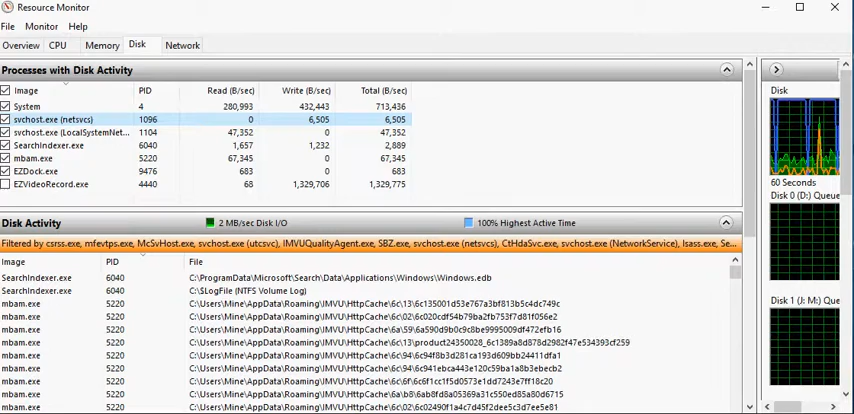 Resource Monitor
File Monitor Help
Overview CPU Memory Disk Network
Processes with Disk Activity
Image PID Read (B/sec) Write (B/sec) Total (B/sec)
System 4 280,993 432,443 713,436
svchost.exe (netsvcs) 1096 0 6,505 6,505
svchost.exe (LocalSystemNet... 1104 47,352 0 47,352
SearchIndexer.exe 6040 1,657 1,232 2,889
mbam.exe 5220 67,345 0 67,345
EZDock.exe 9476 683 0 683
EZVideoRecord.exe 4440 68 1,329,706 1,329,775
Disk Activity 2 MB/sec Disk I/O 100% Highest Active Time
Filtered by csrss.exe, mfevtps.exe, McSvHost.exe, svchost.exe (utcsvc), IMVUQualityAgent.exe, SBZ.exe, svchost.exe (netsvcs), CtHdaSvc.exe, svchost.exe (NetworkService), lsass.exe, Se...
Image PID File
SearchIndexer.exe 6040 C:\ProgramData\Microsoft\Search\Data\Applications\Windows\Windows.edb
SearchIndexer.exe 6040 C:\$LogFile (NTFS Volume Log)
mbam.exe 5220 C:\Users\Mine\AppData\Roaming\IMVU\HttpCache\6c\13\6c135001d53e767a3bf813b5c4dc749c
mbam.exe 5220 C:\Users\Mine\AppData\Roaming\IMVU\HttpCache\6c\02\6c020cdf54b79ba2fb753f7d81f056e2
mbam.exe 5220 C:\Users\Mine\AppData\Roaming\IMVU\HttpCache\6a\59\6a590d9b0c9c8be9995009df472efb16
mbam.exe 5220 C:\Users\Mine\AppData\Roaming\IMVU\HttpCache\6c\13\product24350028_6c1389a8d878d2982f47e534393cf259
mbam.exe 5220 C:\Users\Mine\AppData\Roaming\IMVU\HttpCache\6c\94\6c94f8b3d281ca193d609bb24411dfa1
mbam.exe 5220 C:\Users\Mine\AppData\Roaming\IMVU\HttpCache\6c\94\6c941ebca443e120c59ba1a8b3ebecb2
mbam.exe 5220 C:\Users\Mine\AppData\Roaming\IMVU\HttpCache\6c\6f\6c6f1cc1f5d0573e1dd7243e7ff18c20
mbam.exe 5220 C:\Users\Mine\AppData\Roaming\IMVU\HttpCache\6a\b8\6ab8fd8a05369a31c550ed85a80d6715
mbam.exe 5220 C:\Users\Mine\AppData\Roaming\IMVU\HttpCache\6c\02\6c02490f1a4c7d45f2dee5c3d7ee5e81
Disk
60 Seconds
Disk 0 (D:) Queue
Disk 1 (J: M:) Queue